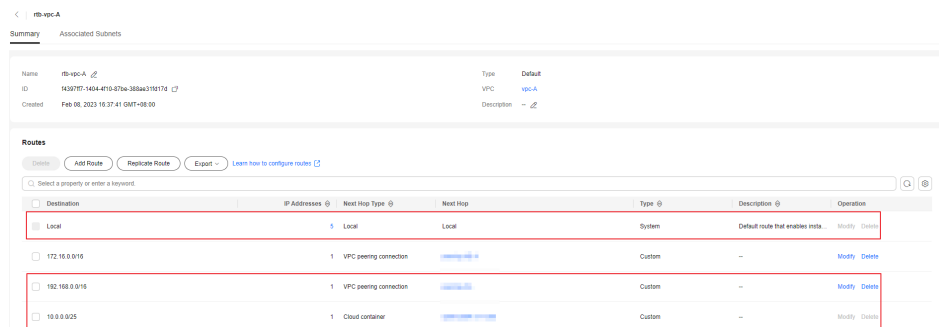 rtb-vpc-A
Summary Associated Subnets
Name rtb-vpc-A Type Default
ID f4397ff7-1404-4f10-87be-388ae31fd17d VPC vpc-A
Created Feb 08, 2023 16:37:41 GMT+08:00 Description --
Routes
Delete Add Route Replicate Route Export Learn how to configure routes
Select a property or enter a keyword.
Destination IP Addresses Next Hop Type Next Hop Type Description Operation
Local 5 Local Local System Default route that enables insta... Modify Delete
172.16.0.0/16 1 VPC peering connection Custom -- Modify Delete
192.168.0.0/16 1 VPC peering connection Custom -- Modify Delete
10.0.0.0/25 1 Cloud container Custom -- Modify Delete